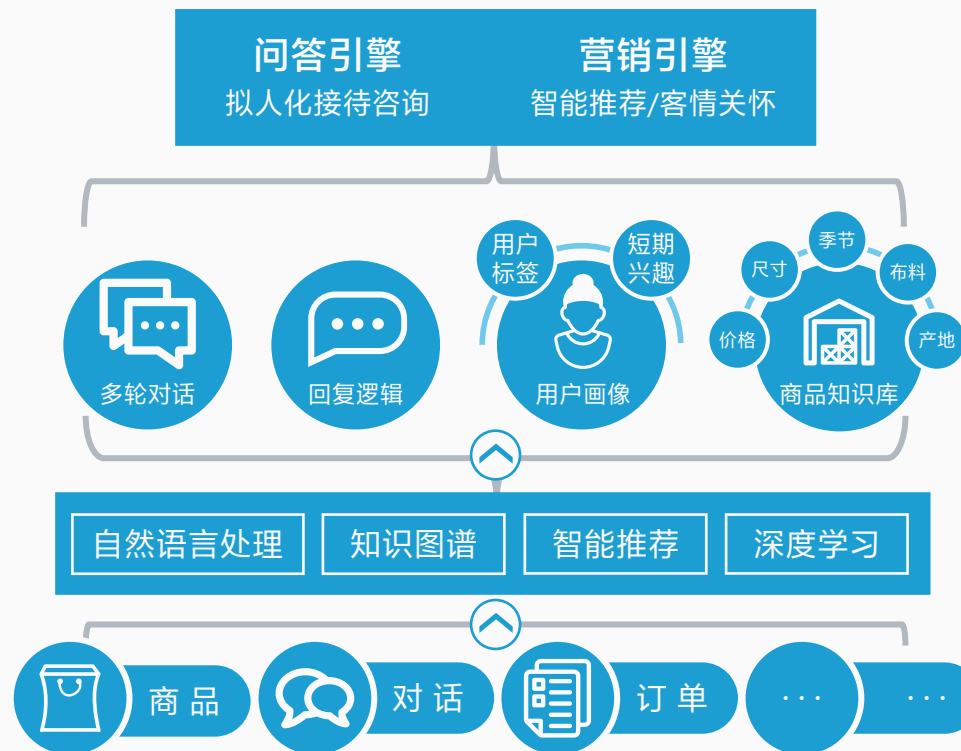 问答引擎
营销引擎
拟人化接待咨询
智能推荐/客情关怀
用户
标签
短期
兴趣
价格
尺寸
季节
布料
产地
多轮对话
回复逻辑
用户画像
商品知识库
自然语言处理
知识图谱
智能推荐
深度学习
商品
对话
订单
...
...